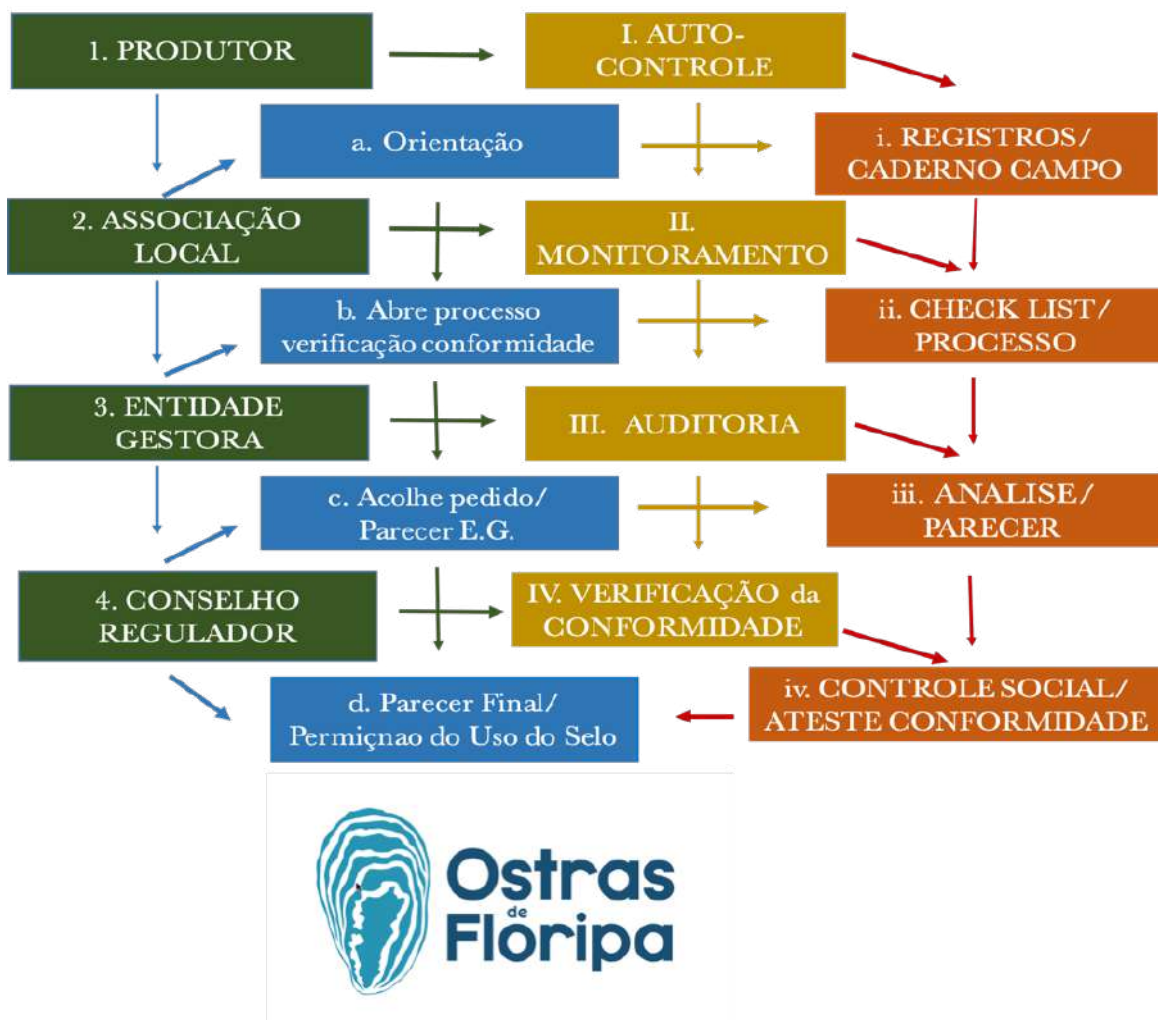 1. PRODUTOR
I. AUTO-
CONTROLE
a. Orientação
i. REGISTROS/
CADERNO CAMPO
2. ASSOCIAÇÃO
LOCAL
II.
MONITORAMENTO
b. Abre processo
verificação conformidade
ii. CHECK LIST/
PROCESSO
3. ENTIDADE
GESTORA
III. AUDITORIA
c. Acolhe pedido/
Parecer E.G.
iii. ANALISE/
PARECER
4. CONSELHO
REGULADOR
IV. VERIFICAÇÃO da
CONFORMIDADE
d. Parecer Final/
Permiçnao do Uso do Selo
iv. CONTROLE SOCIAL/
ATESTE CONFORMIDADE
Ostras
de
Floripa